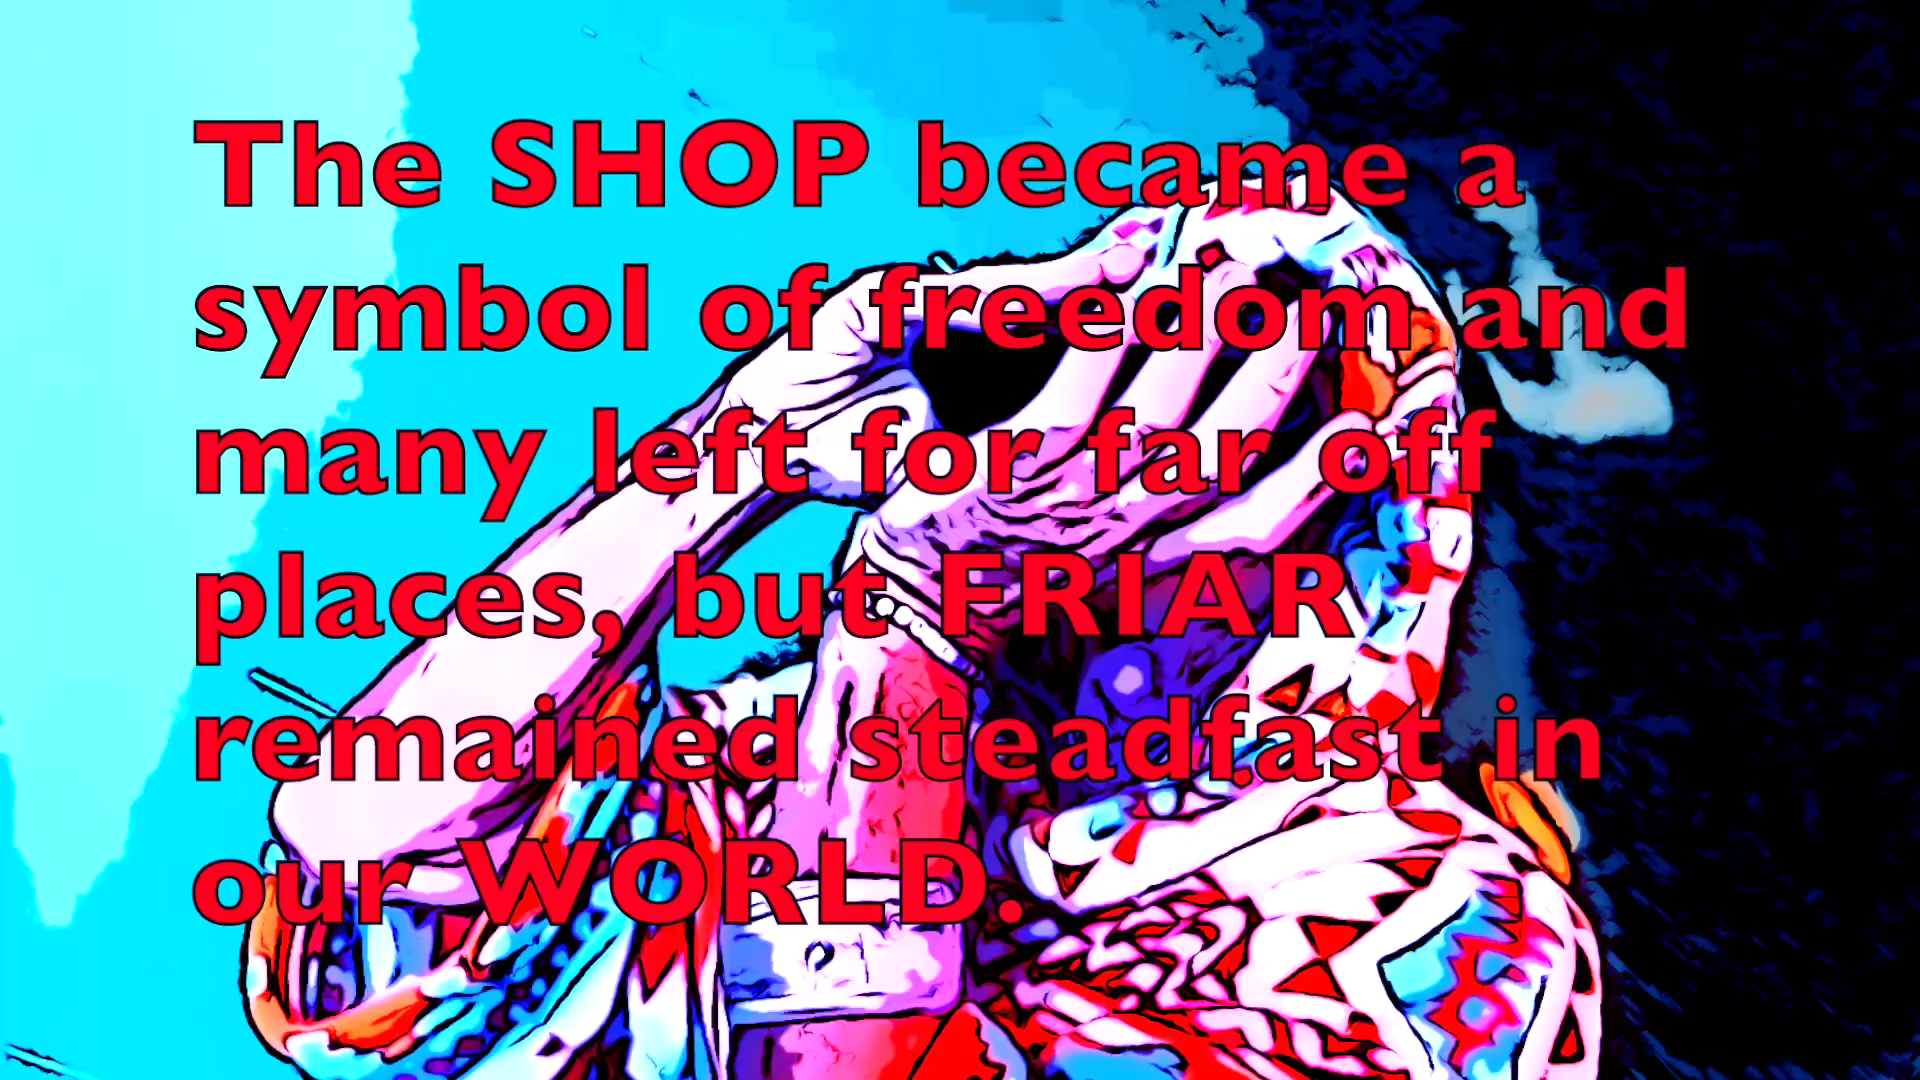 The SHOP became a
symbol of freedom and
many left for far off
places, but FRIAR
remained steadfast in
our WORLD.